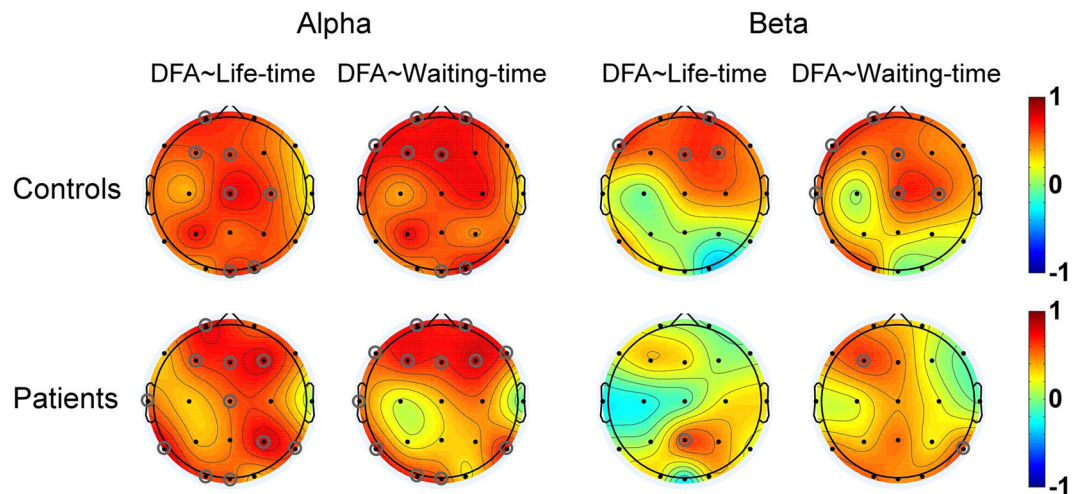 Alpha Beta
DFA~Life-time DFA~Waiting-time DFA~Life-time DFA~Waiting-time
1
Controls 0
-1
1
Patients 0
-1